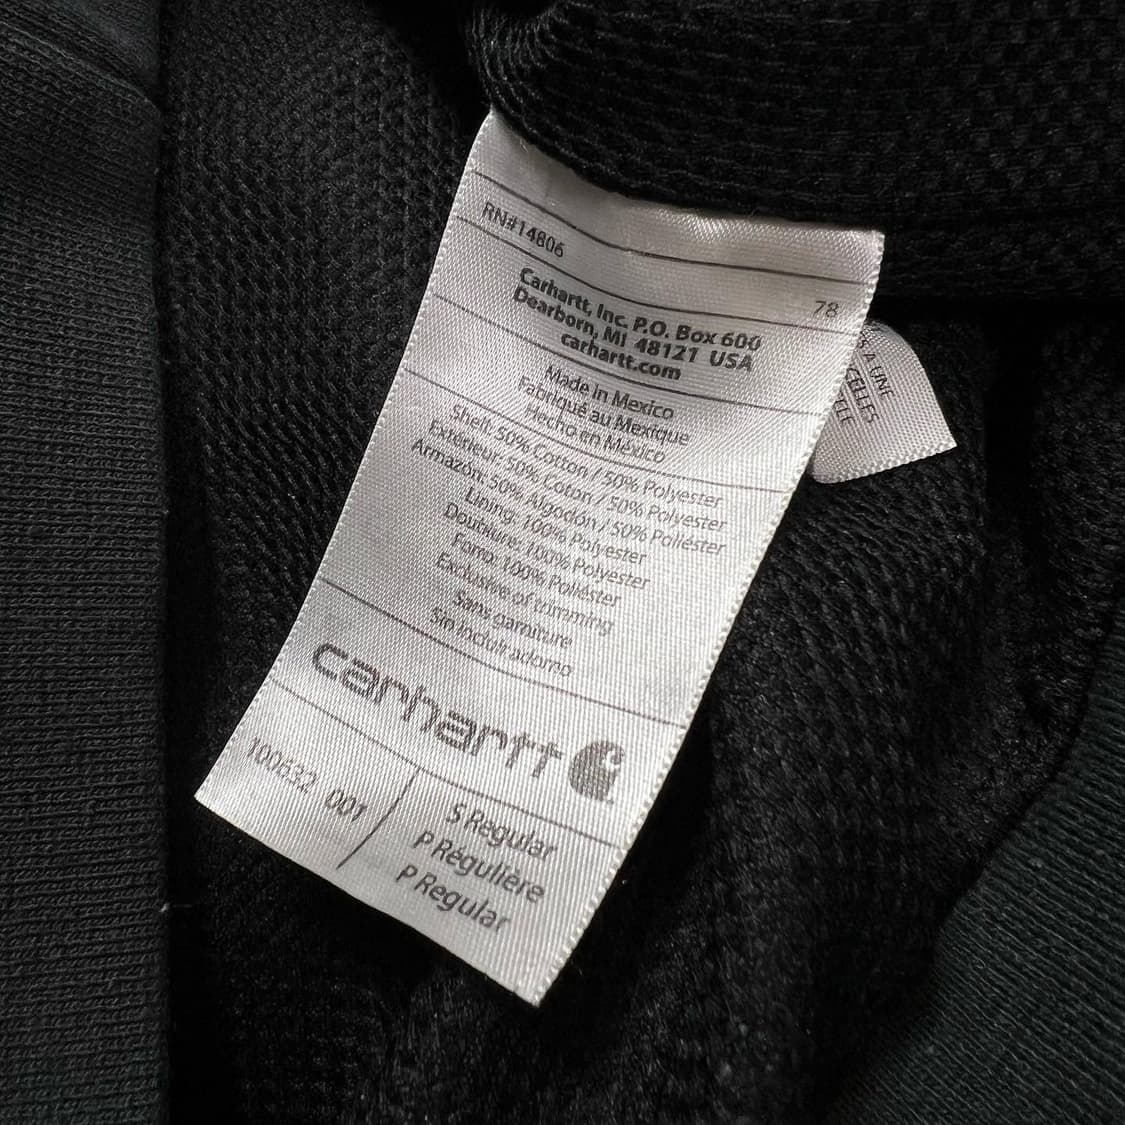 RN#14806
78
Carhartt, Inc. P.O. Box 600
Dearborn, MI 48121 USA
carhartt.com
Made in Mexico
Fabriqué au Mexique
Hecho en México
Shell: 50% Cotton / 50% Polyester
Extérieur: 50% Coton / 50% Polyester
Armazón: 50% Algodón / 50% Poliéster
Lining: 100% Polyester
Doublure: 100% Polyester
Forro: 100% Poliéster
Exclusive of trimming
Sans garniture
Sin incluir adorno
carhartt
100632 001
S Regular
P Régulière
P Regular
A UNE